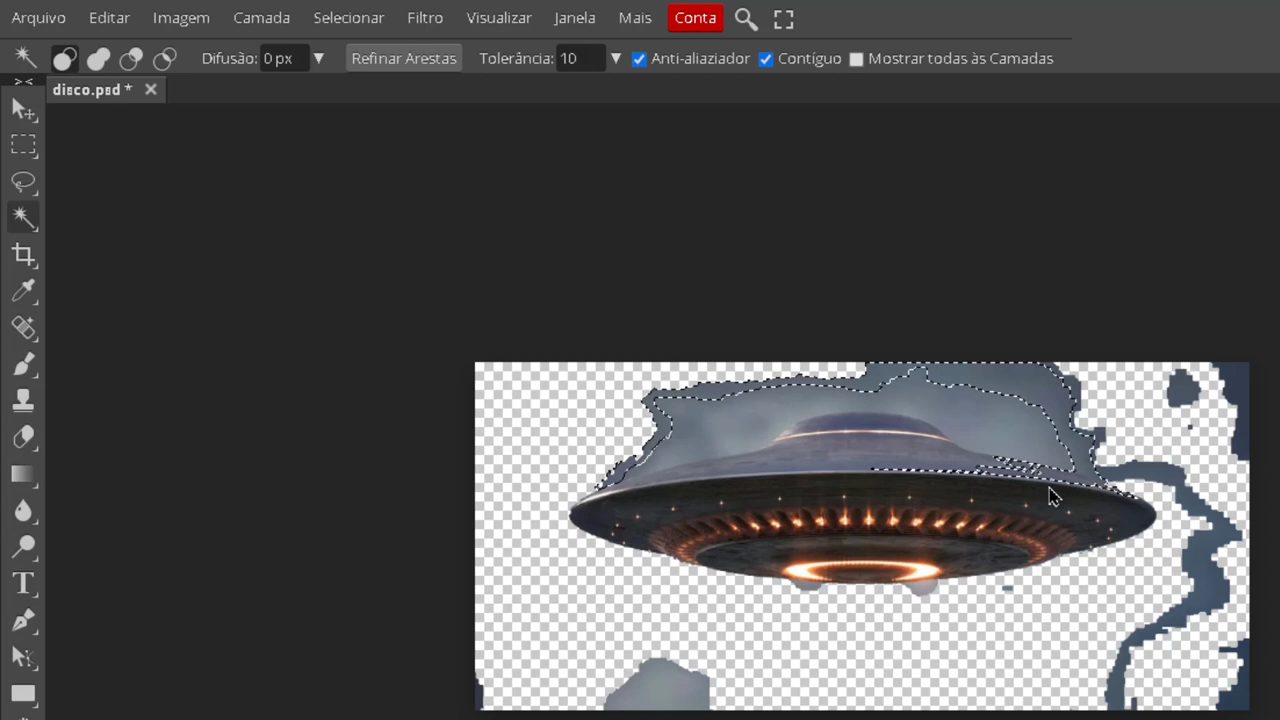 Arquivo Editar Imagem Camada Selecionar Filtro Visualizar Janela Mais Conta
Difusão: 0 px Refinar Arestas Tolerância: 10 Anti-aliaziador Contíguo Mostrar todas às Camadas
disco.psd *